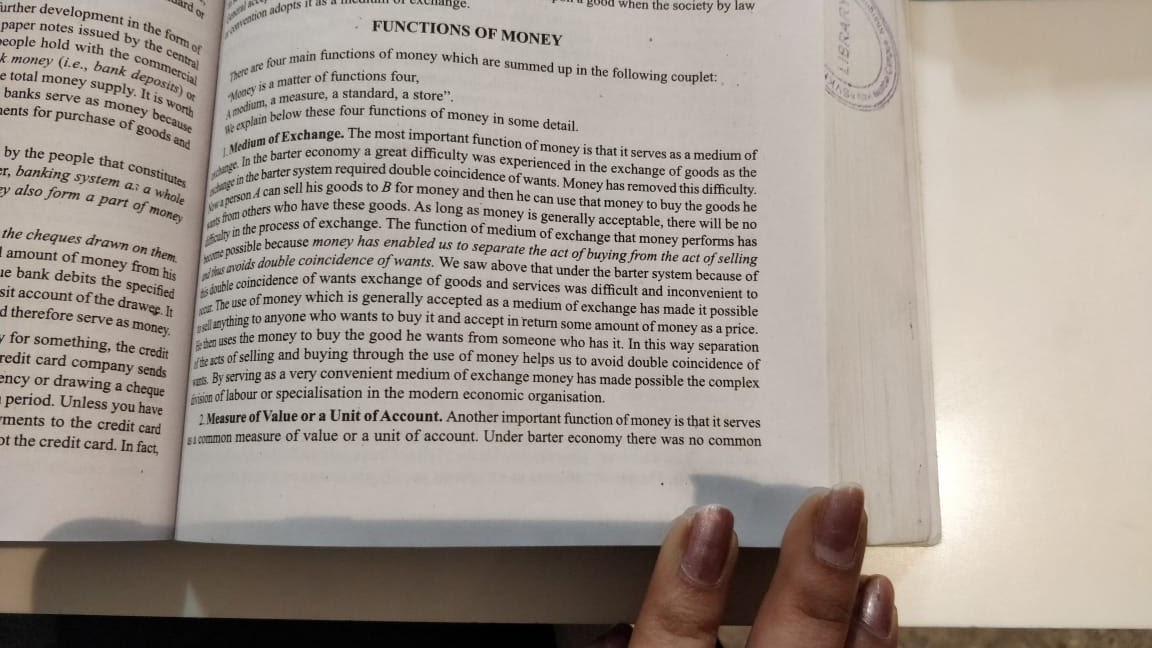 further development in the form of
paper notes issued by the central
people hold with the commercial
k money (i.e., bank deposits) or
e total money supply. It is worth
banks serve as money because
ents for purchase of goods and
by the people that constitutes
er, banking system as a whole
ey also form a part of money
the cheques drawn on them.
amount of money from his
ue bank debits the specified
sit account of the drawee. It
d therefore serve as money.
y for something, the credit
redit card company sends
ency or drawing a cheque
period. Unless you have
ments to the credit card
ot the credit card. In fact,
good when the society by law
convention adopts it as a medium of exchange.
FUNCTIONS OF MONEY
There are four main functions of money which are summed up in the following couplet:
"Money is a matter of functions four,
A medium, a measure, a standard, a store".
We explain below these four functions of money in some detail.
1. Medium of Exchange. The most important function of money is that it serves as a medium of
exchange. In the barter economy a great difficulty was experienced in the exchange of goods as the
exchange in the barter system required double coincidence of wants. Money has removed this difficulty.
Now a person A can sell his goods to B for money and then he can use that money to buy the goods he
wants from others who have these goods. As long as money is generally acceptable, there will be no
difficulty in the process of exchange. The function of medium of exchange that money performs has
become possible because money has enabled us to separate the act of buying from the act of selling
and thus avoids double coincidence of wants. We saw above that under the barter system because of
this double coincidence of wants exchange of goods and services was difficult and inconvenient to
occur. The use of money which is generally accepted as a medium of exchange has made it possible
to sell anything to anyone who wants to buy it and accept in return some amount of money as a price.
He then uses the money to buy the good he wants from someone who has it. In this way separation
of the acts of selling and buying through the use of money helps us to avoid double coincidence of
wants. By serving as a very convenient medium of exchange money has made possible the complex
division of labour or specialisation in the modern economic organisation.
2. Measure of Value or a Unit of Account. Another important function of money is that it serves
as a common measure of value or a unit of account. Under barter economy there was no common
LIBRARY